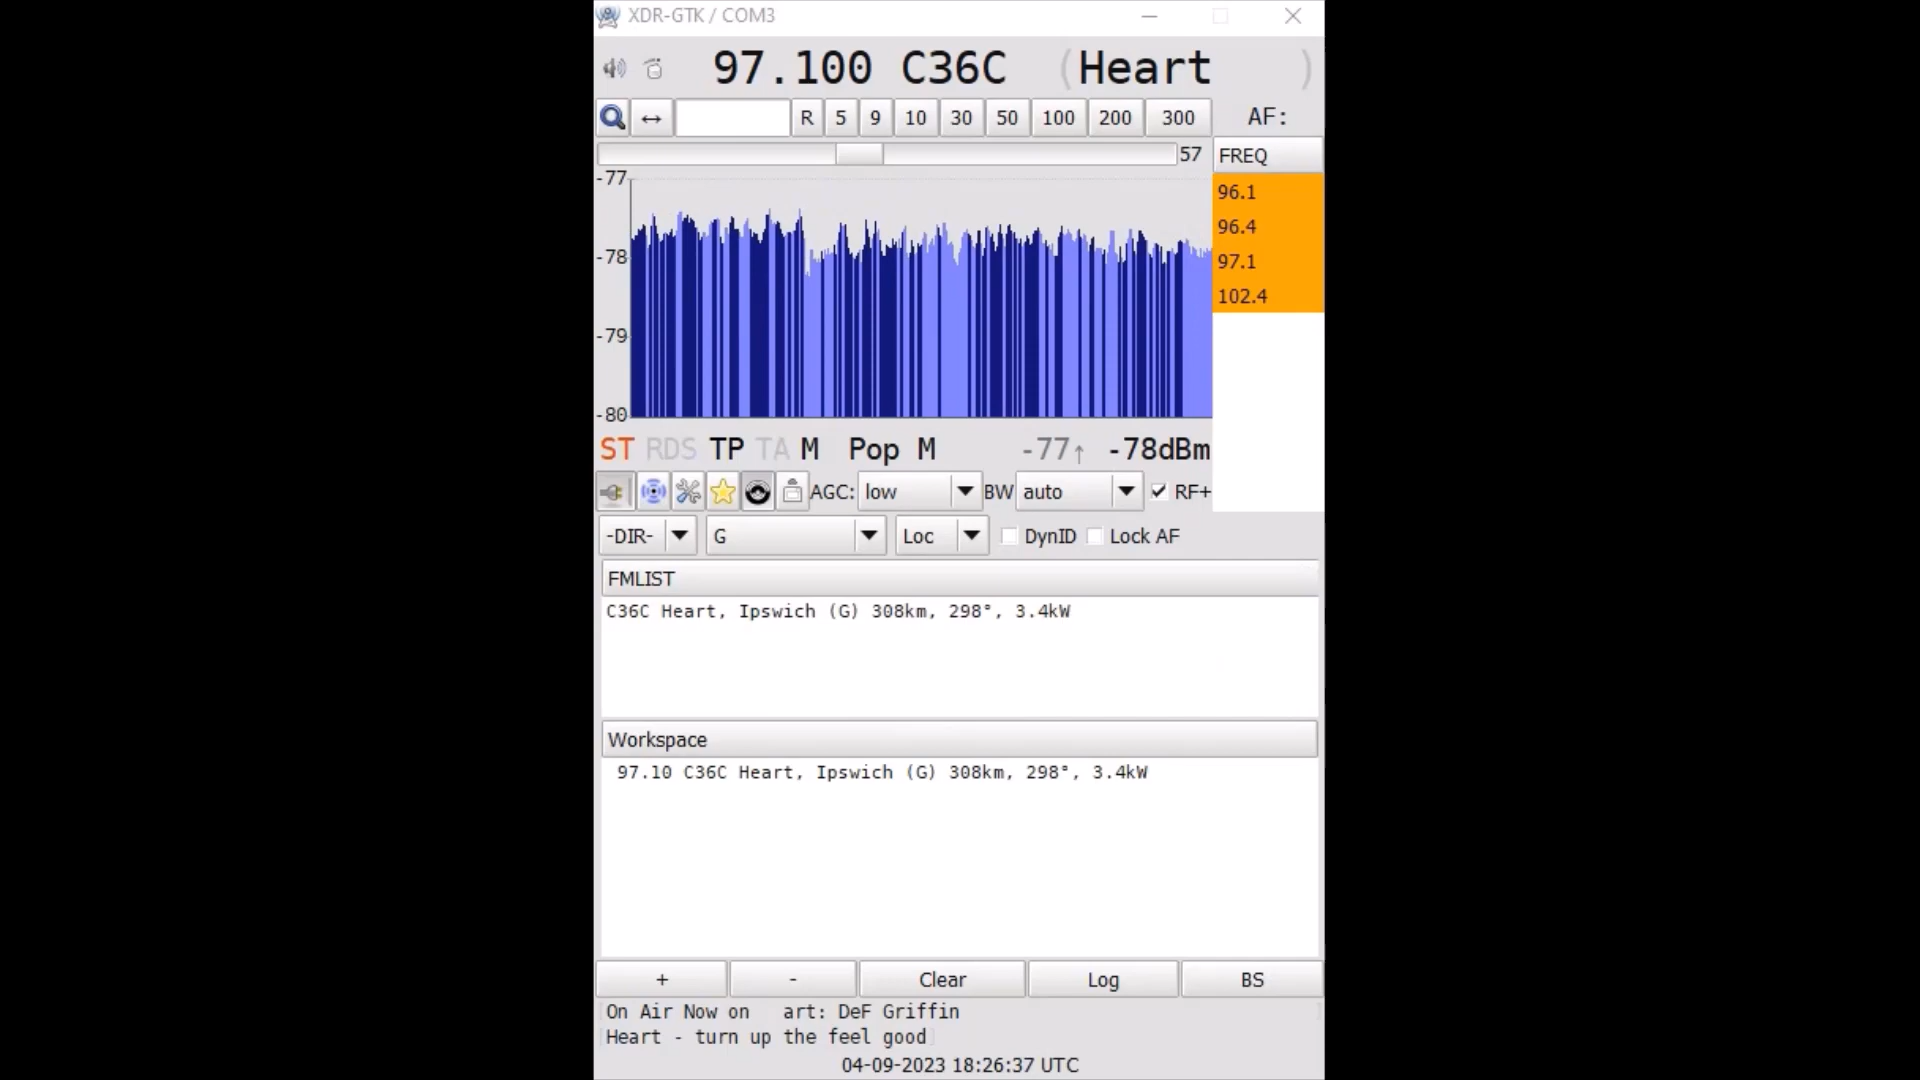 XDR-GTK / COM3
97.100 C36C (Heart )
R 5 9 10 30 50 100 200 300 AF:
57 FREQ
-77
-78
-79
-80
96.1
96.4
97.1
102.4
ST RDS TP TA M Pop M -77↑ -78dBm
AGC: low BW auto RF+
-DIR- G Loc DynID Lock AF
FMLIST
C36C Heart, Ipswich (G) 308km, 298°, 3.4kW
Workspace
97.10 C36C Heart, Ipswich (G) 308km, 298°, 3.4kW
+ - Clear Log BS
On Air Now on art: DeF Griffin
Heart - turn up the feel good
04-09-2023 18:26:37 UTC